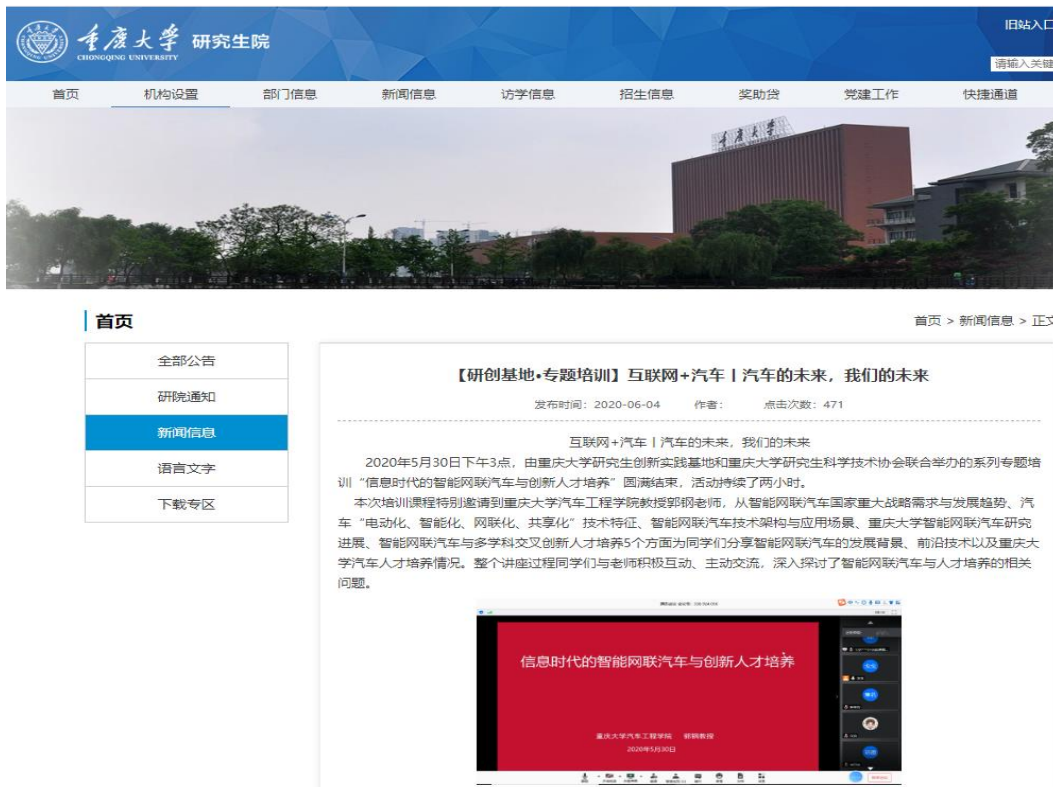 重庆大学 研究生院
CHONGQING UNIVERSITY
旧站入口
请输入关键
首页 机构设置 部门信息 新闻信息 访学信息 招生信息 奖助贷 党建工作 快捷通道
重庆大学
首页
首页 > 新闻信息 > 正文
全部公告
研院通知
新闻信息
语言文字
下载专区
【研创基地•专题培训】互联网+汽车丨汽车的未来，我们的未来
发布时间：2020-06-04 作者： 点击次数：471
互联网+汽车丨汽车的未来，我们的未来
2020年5月30日下午3点，由重庆大学研究生创新实践基地和重庆大学研究生科学技术协会联合举办的系列专题培
训“信息时代的智能网联汽车与创新人才培养”圆满结束，活动持续了两小时。
本次培训课程特别邀请到重庆大学汽车工程学院教授郭钢老师，从智能网联汽车国家重大战略需求与发展趋势、汽
车“电动化、智能化、网联化、共享化”技术特征、智能网联汽车技术架构与应用场景、重庆大学智能网联汽车研究
进展、智能网联汽车与多学科交叉创新人才培养5个方面为同学们分享智能网联汽车的发展背景、前沿技术以及重庆大
学汽车人才培养情况。整个讲座过程同学们与老师积极互动、主动交流，深入探讨了智能网联汽车与人才培养的相关
问题。
信息时代的智能网联汽车与创新人才培养
重庆大学汽车工程学院 郭钢教授
2020年5月30日